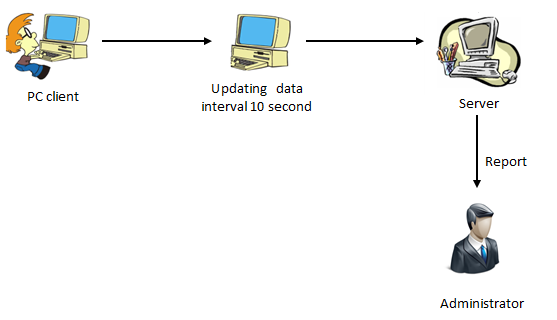 PC client
Updating data
interval 10 second
Server
Report
Administrator